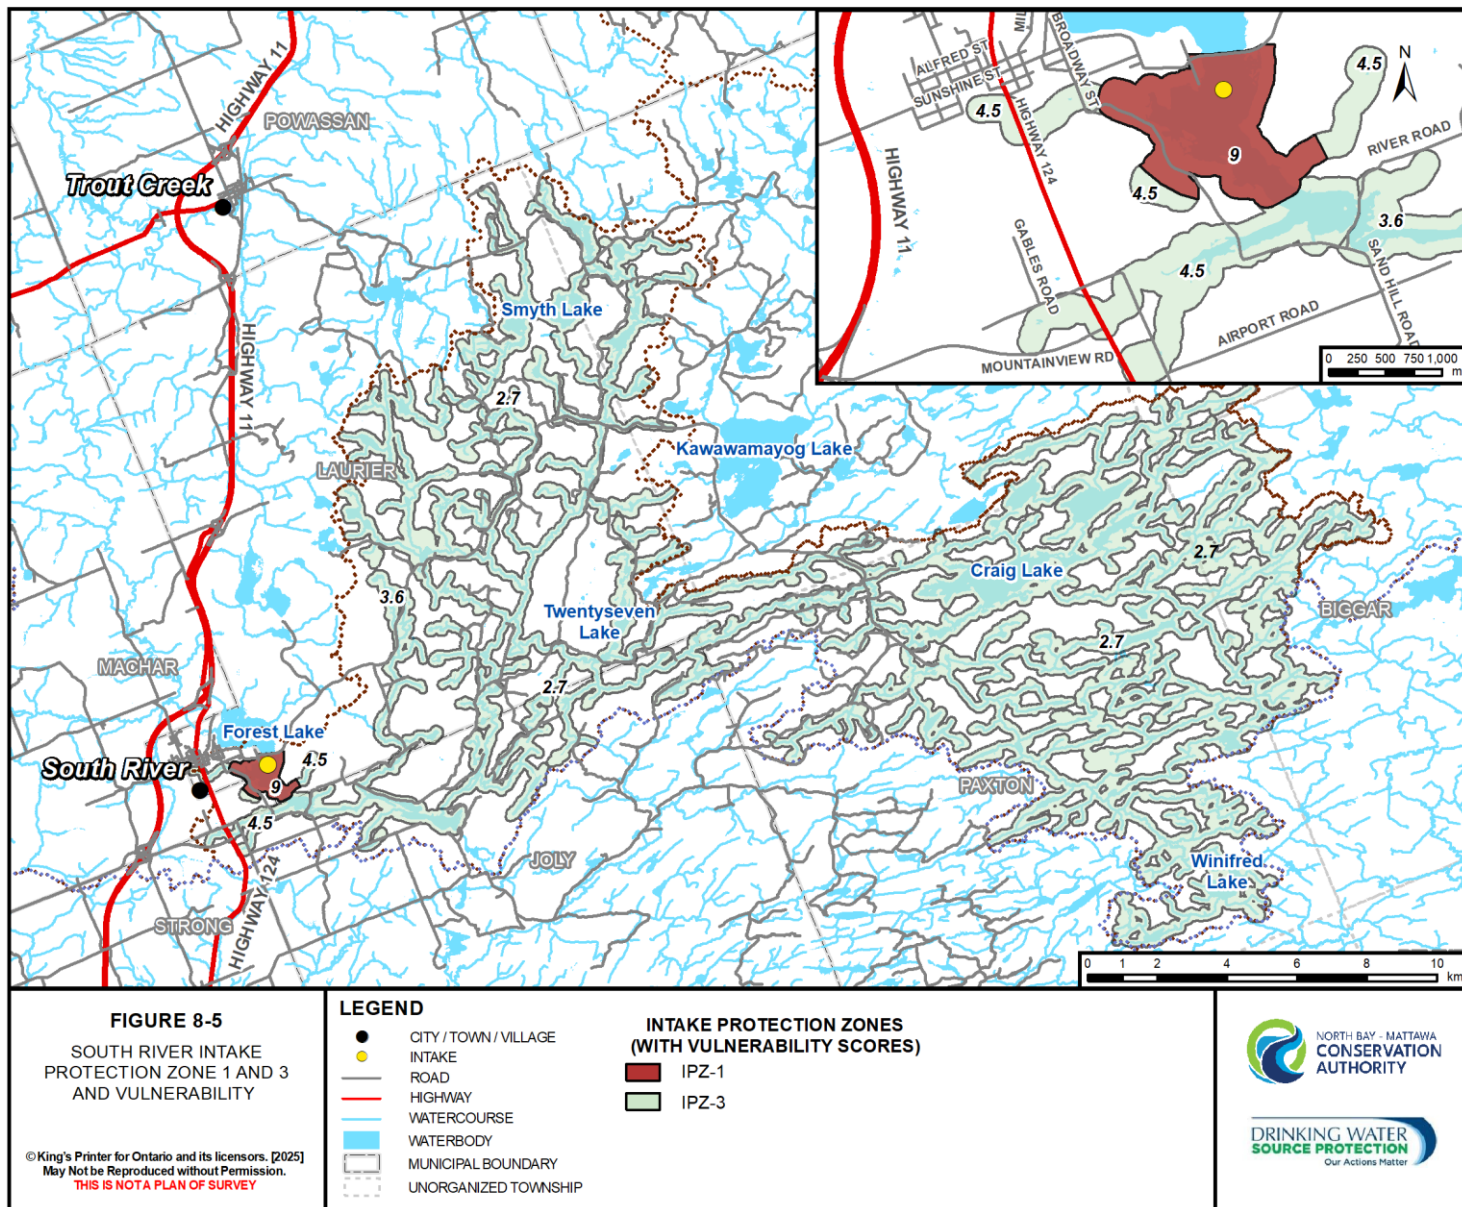 HIGHWAY 11
POWASSAN
Trout Creek
HIGHWAY 11
Smyth Lake
2.7
LAURIER
Kawawamayog Lake
3.6
Twentyseven
Lake
Craig Lake
2.7
BIGGAR
2.7
2.7
MACHAR
Forest Lake
4.5
South River
9
4.5
PAXTON
JOLY
Winifred
Lake
STRONG
HIGHWAY 124
0 1 2 4 6 8 10
km
ALFRED ST
SUNSHINE ST
MIL
BROADWAY ST
4.5
N
4.5
HIGHWAY 124
RIVER ROAD
9
HIGHWAY 11
4.5
3.6
GABLES ROAD
4.5
SAND HILL ROAD
AIRPORT ROAD
MOUNTAINVIEW RD
0 250 500 750 1,000
m
FIGURE 8-5
SOUTH RIVER INTAKE
PROTECTION ZONE 1 AND 3
AND VULNERABILITY
© King's Printer for Ontario and its licensors. [2025]
May Not be Reproduced without Permission.
THIS IS NOT A PLAN OF SURVEY
LEGEND
CITY / TOWN / VILLAGE
INTAKE
ROAD
HIGHWAY
WATERCOURSE
WATERBODY
MUNICIPAL BOUNDARY
UNORGANIZED TOWNSHIP
INTAKE PROTECTION ZONES
(WITH VULNERABILITY SCORES)
IPZ-1
IPZ-3
NORTH BAY - MATTAWA
CONSERVATION
AUTHORITY
DRINKING WATER
SOURCE PROTECTION
Our Actions Matter